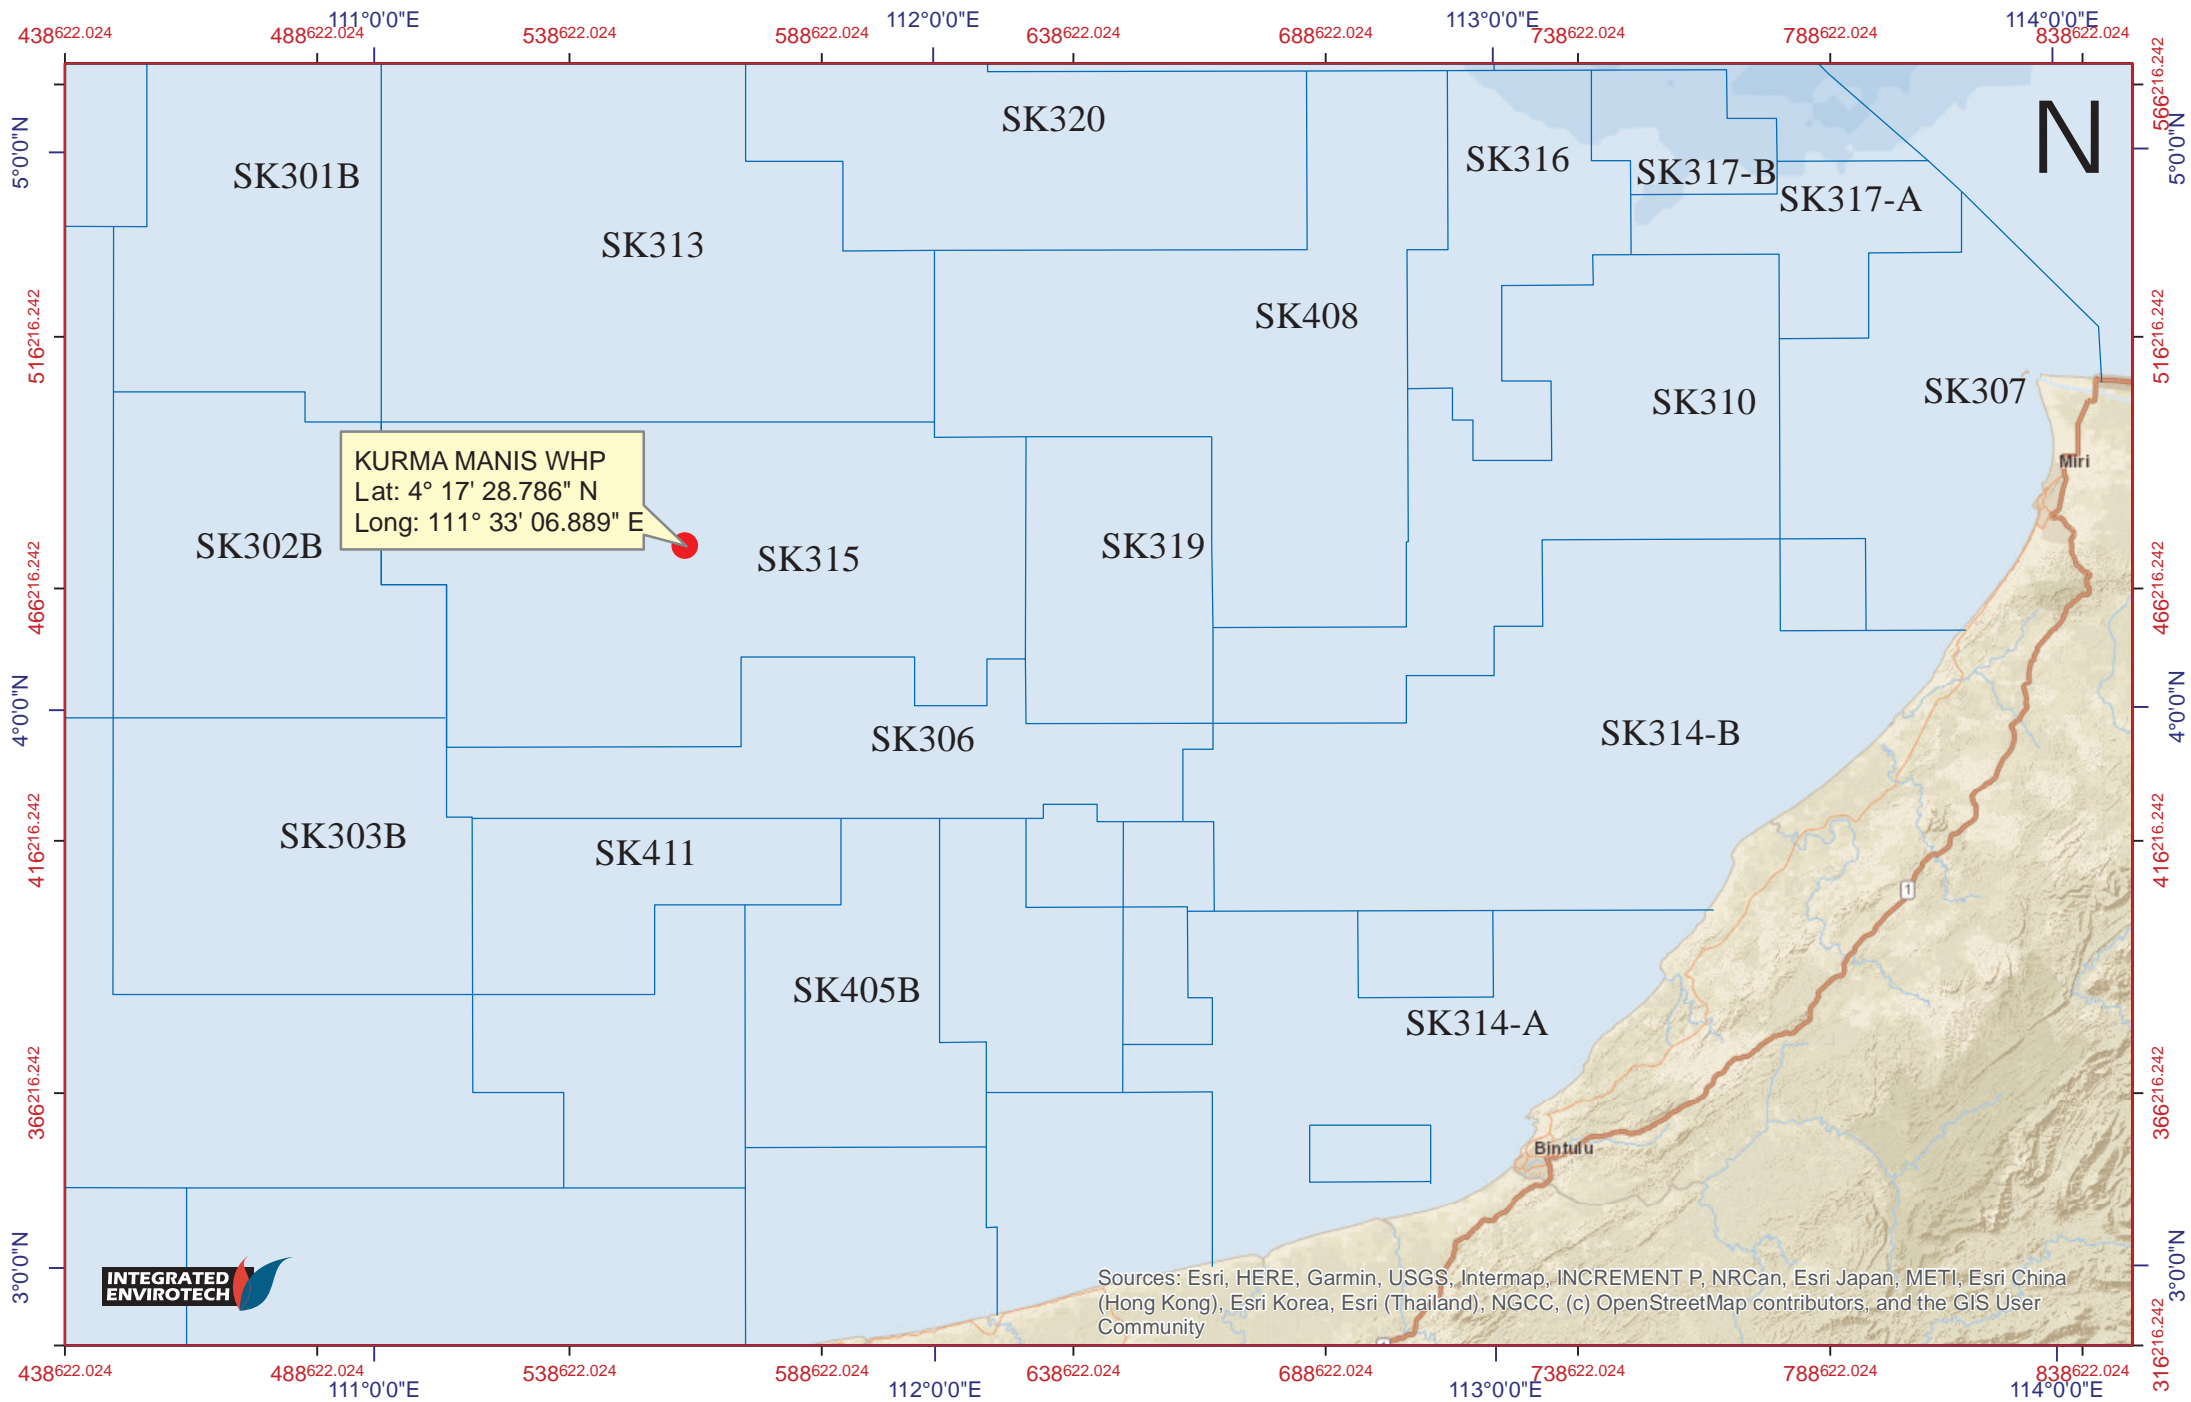 111°0'0"E 112°0'0"E 113°0'0"E 114°0'0"E
438622.024 488622.024 538622.024 588622.024 638622.024 688622.024 738622.024 788622.024 838622.024
N
SK320
SK316
SK317-B
SK301B
SK317-A
SK313
SK408
SK307
SK310
KURMA MANIS WHP
Lat: 4° 17' 28.786" N
Long: 111° 33' 06.889" E
Miri
SK302B
SK315
SK319
SK306
SK314-B
SK303B
SK411
1
SK405B
SK314-A
Bintulu
INTEGRATED
ENVIROTECH
Sources: Esri, HERE, Garmin, USGS, Intermap, INCREMENT P, NRCan, Esri Japan, METI, Esri China
(Hong Kong), Esri Korea, Esri (Thailand), NGCC, (c) OpenStreetMap contributors, and the GIS User
Community
5°0'0"N
516216.242
466216.242
4°0'0"N
416216.242
366216.242
3°0'0"N
566216.242
5°0'0"N
516216.242
466216.242
4°0'0"N
416216.242
366216.242
3°0'0"N
316216.242
438622.024 488622.024 538622.024 588622.024 638622.024 688622.024 738622.024 788622.024 838622.024
111°0'0"E 112°0'0"E 113°0'0"E 114°0'0"E